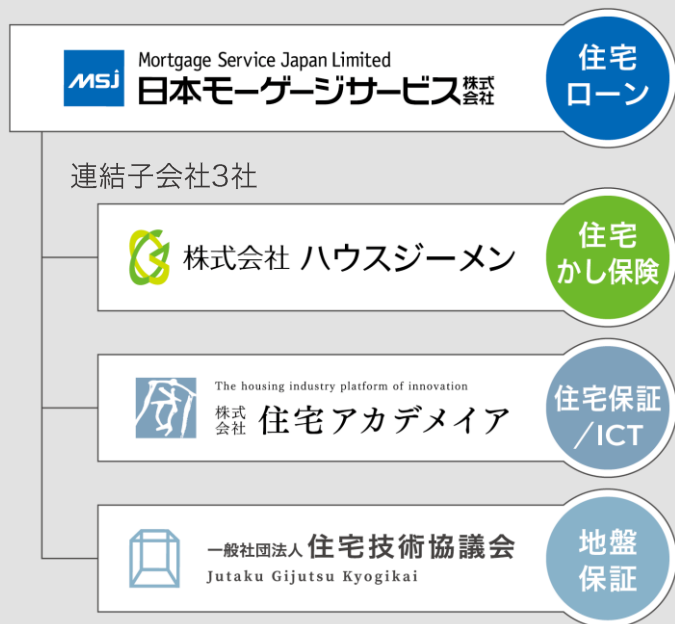 MSJ
Mortgage Service Japan Limited
日本モーゲージサービス株式会社
住宅
ローン
連結子会社3社
株式会社 ハウスジーメン
住宅
かし保険
The housing industry platform of innovation
株式会社 住宅アカデメイア
住宅保証
/ICT
一般社団法人 住宅技術協議会
Jutaku Gijutsu Kyogikai
地盤
保証